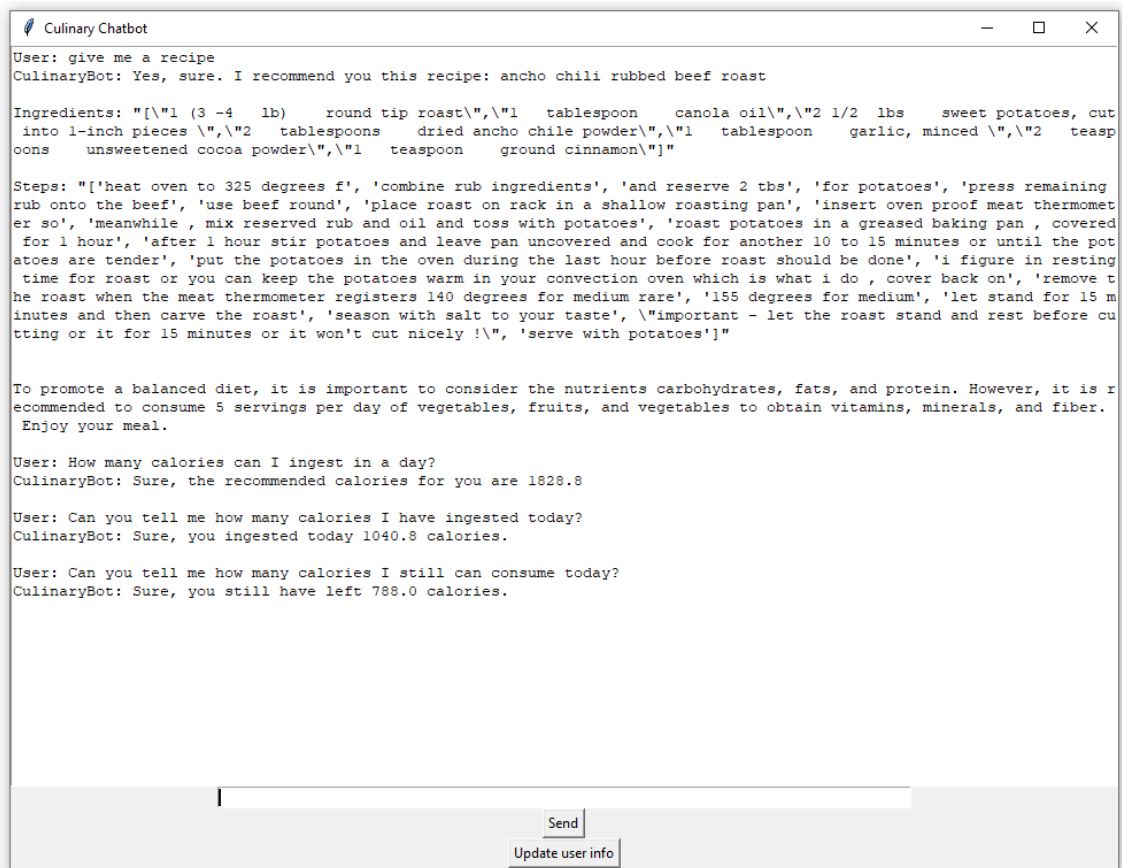 Culinary Chatbot
User: give me a recipe
CulinaryBot: Yes, sure. I recommend you this recipe: ancho chili rubbed beef roast
Ingredients: "[\"1 (3 -4   lb)    round tip roast\",\"1   tablespoon    canola oil\",\"2 1/2  lbs    sweet potatoes, cut
 into 1-inch pieces \",\"2   tablespoons    dried ancho chile powder\",\"1   tablespoon    garlic, minced \",\"2   teasp
oons    unsweetened cocoa powder\",\"1   teaspoon    ground cinnamon\"]"
Steps: "['heat oven to 325 degrees f', 'combine rub ingredients', 'and reserve 2 tbs', 'for potatoes', 'press remaining
rub onto the beef', 'use beef round', 'place roast on rack in a shallow roasting pan', 'insert oven proof meat thermomet
er so', 'meanwhile , mix reserved rub and oil and toss with potatoes', 'roast potatoes in a greased baking pan , covered
 for 1 hour', 'after 1 hour stir potatoes and leave pan uncovered and cook for another 10 to 15 minutes or until the pot
atoes are tender', 'put the potatoes in the oven during the last hour before roast should be done', 'i figure in resting
 time for roast or you can keep the potatoes warm in your convection oven which is what i do , cover back on', 'remove t
he roast when the meat thermometer registers 140 degrees for medium rare', '155 degrees for medium', 'let stand for 15 m
inutes and then carve the roast', 'season with salt to your taste', \"important - let the roast stand and rest before cu
tting or it for 15 minutes or it won't cut nicely !\", 'serve with potatoes']"
To promote a balanced diet, it is important to consider the nutrients carbohydrates, fats, and protein. However, it is r
ecommended to consume 5 servings per day of vegetables, fruits, and vegetables to obtain vitamins, minerals, and fiber.
 Enjoy your meal.
User: How many calories can I ingest in a day?
CulinaryBot: Sure, the recommended calories for you are 1828.8
User: Can you tell me how many calories I have ingested today?
CulinaryBot: Sure, you ingested today 1040.8 calories.
User: Can you tell me how many calories I still can consume today?
CulinaryBot: Sure, you still have left 788.0 calories.
Send
Update user info